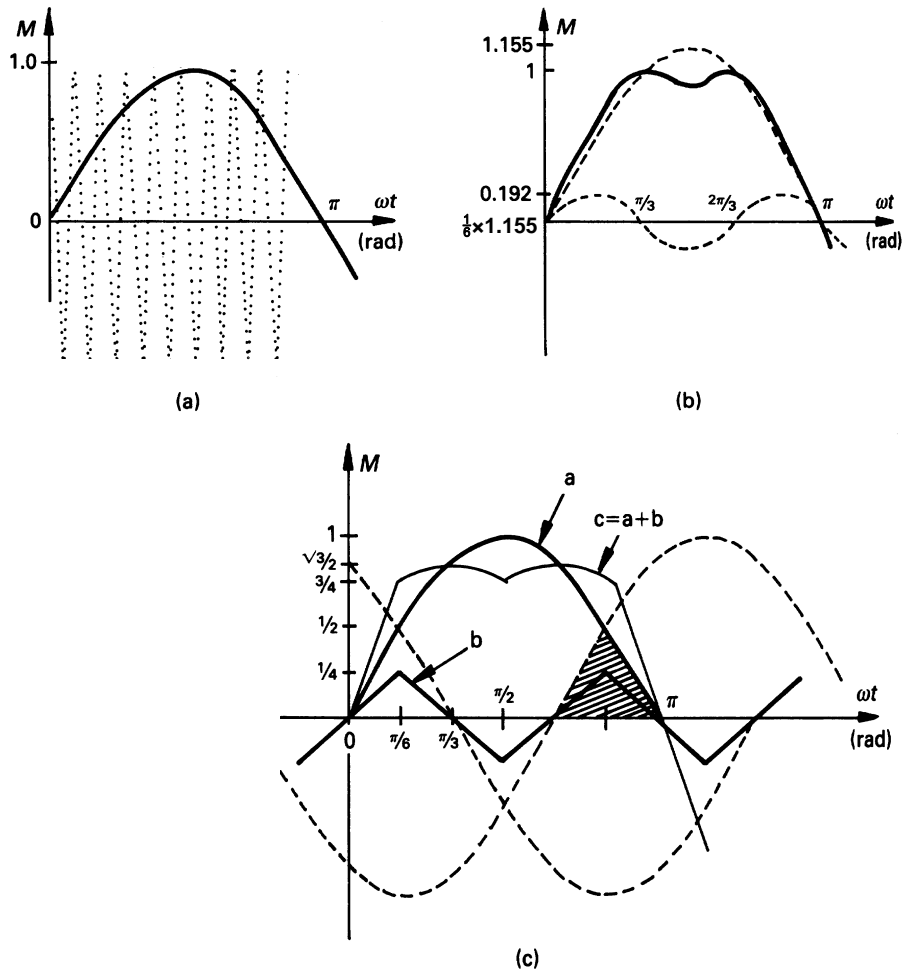 M
1.0
0
π
ωt
(rad)
(a)
M
1.155
1
0.192
1/6×1.155
π/3
2π/3
π
ωt
(rad)
(b)
M
a
c=a+b
1
√3/2
3/4
1/2
b
1/4
π/2
π
ωt
0
π/6
π/3
(rad)
(c)